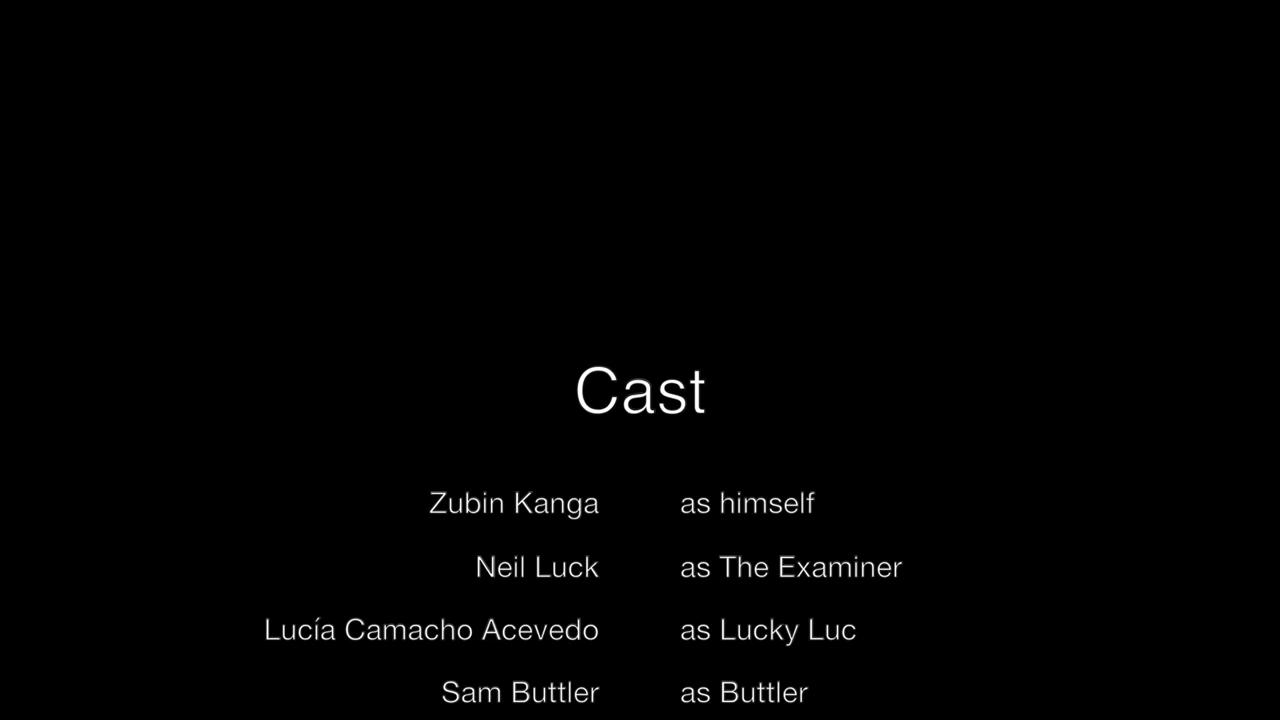 Cast
Zubin Kanga as himself
Neil Luck as The Examiner
Lucía Camacho Acevedo as Lucky Luc
Sam Buttler as Buttler